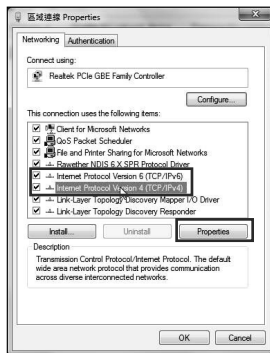 區域連線 Properties
Networking
Authentication
Connect using:
Realtek PCIe GBE Family Controller
Configure...
This connection uses the following items:
Client for Microsoft Networks
QoS Packet Scheduler
File and Printer Sharing for Microsoft Networks
Rawether NDIS 6.X SPR Protocol Driver
Internet Protocol Version 6 (TCP/IPv6)
Internet Protocol Version 4 (TCP/IPv4)
Link-Layer Topology Discovery Mapper I/O Driver
Link-Layer Topology Discovery Responder
Install...
Uninstall
Properties
Description
Transmission Control Protocol/Internet Protocol. The default
wide area network protocol that provides communication
across diverse interconnected networks.
OK
Cancel